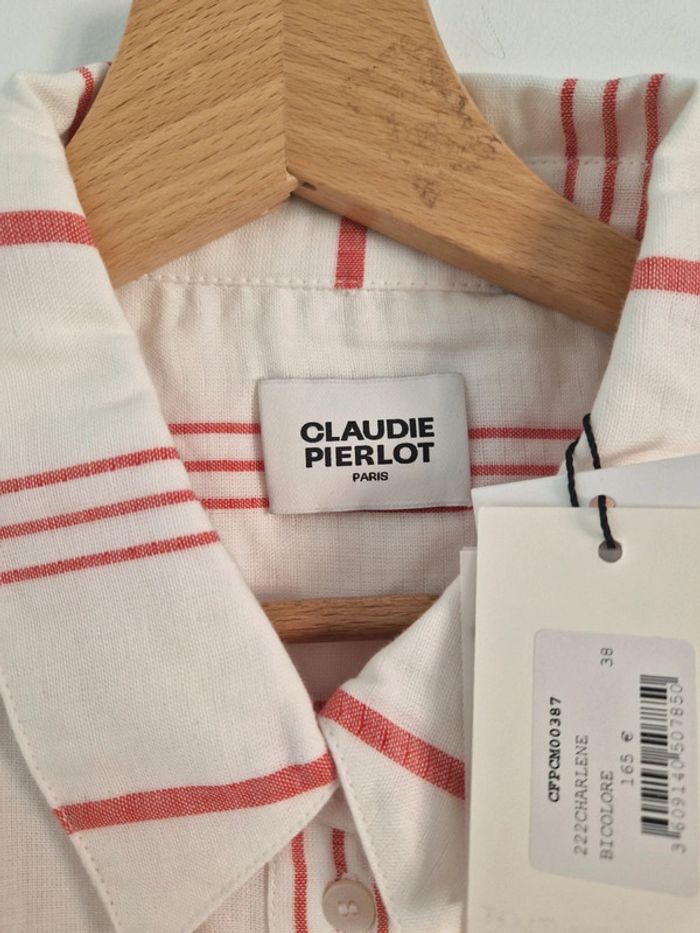 CLAUDIE
PIERLOT
PARIS
CFPCM00387
222CHARLENE 38
BICOLORE
165 €
3609140507850